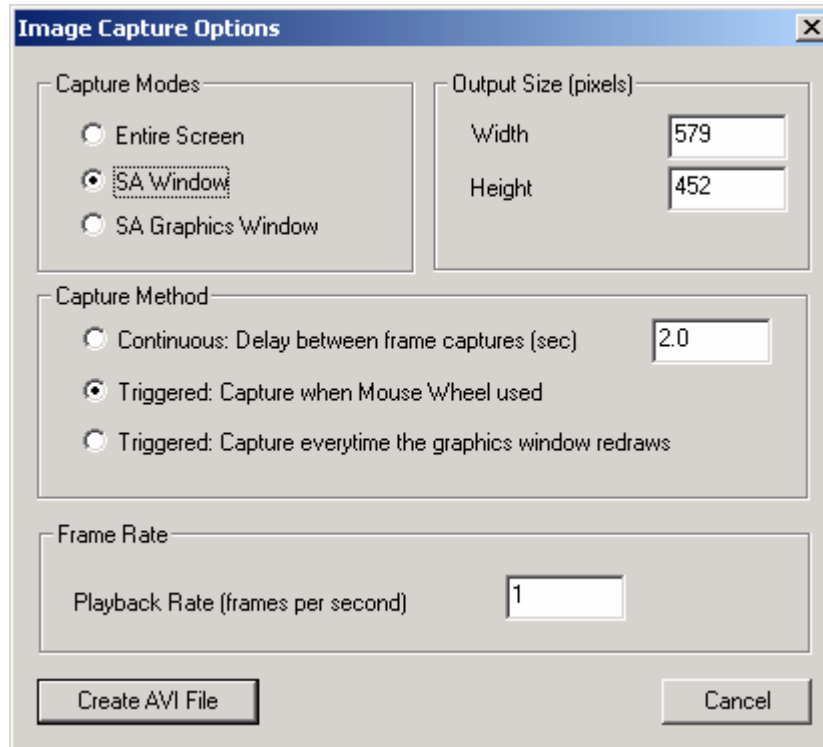 Image Capture Options
Capture Modes
Entire Screen
SA Window
SA Graphics Window
Output Size (pixels)
Width 579
Height 452
Capture Method
Continuous: Delay between frame captures (sec) 2.0
Triggered: Capture when Mouse Wheel used
Triggered: Capture everytime the graphics window redraws
Frame Rate
Playback Rate (frames per second) 1
Create AVI File Cancel